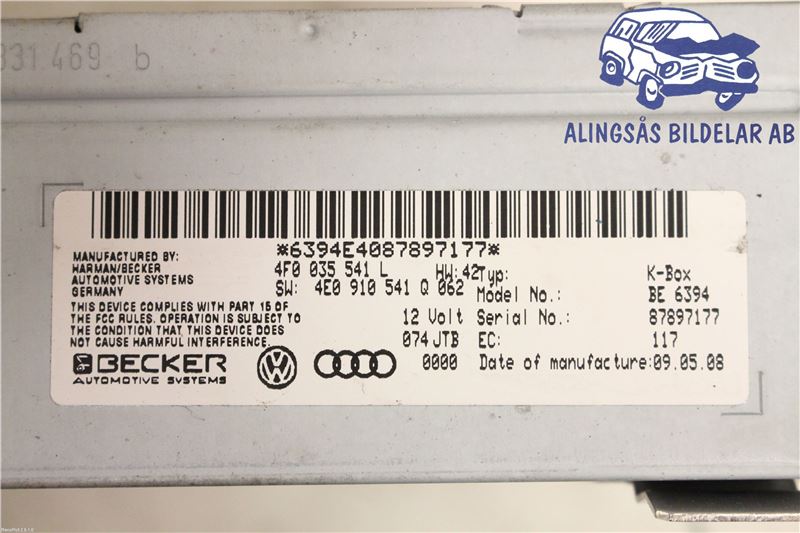 331 469 b
ALINGSÅS BILDELAR AB
*6394E4087897177*
MANUFACTURED BY:
HARMAN/BECKER
AUTOMOTIVE SYSTEMS
GERMANY
4F0 035 541 L HW:42
SW: 4E0 910 541 Q 062
THIS DEVICE COMPLIES WITH PART 15 OF
THE FCC RULES. OPERATION IS SUBJECT TO
THE CONDITION THAT THIS DEVICE DOES
NOT CAUSE HARMFUL INTERFERENCE.
12 Volt
074 JTB
0000
Typ: K-Box
Model No.: BE 6394
Serial No.: 87897177
EC: 117
Date of manufacture: 09.05.08
BECKER
AUTOMOTIVE SYSTEMS